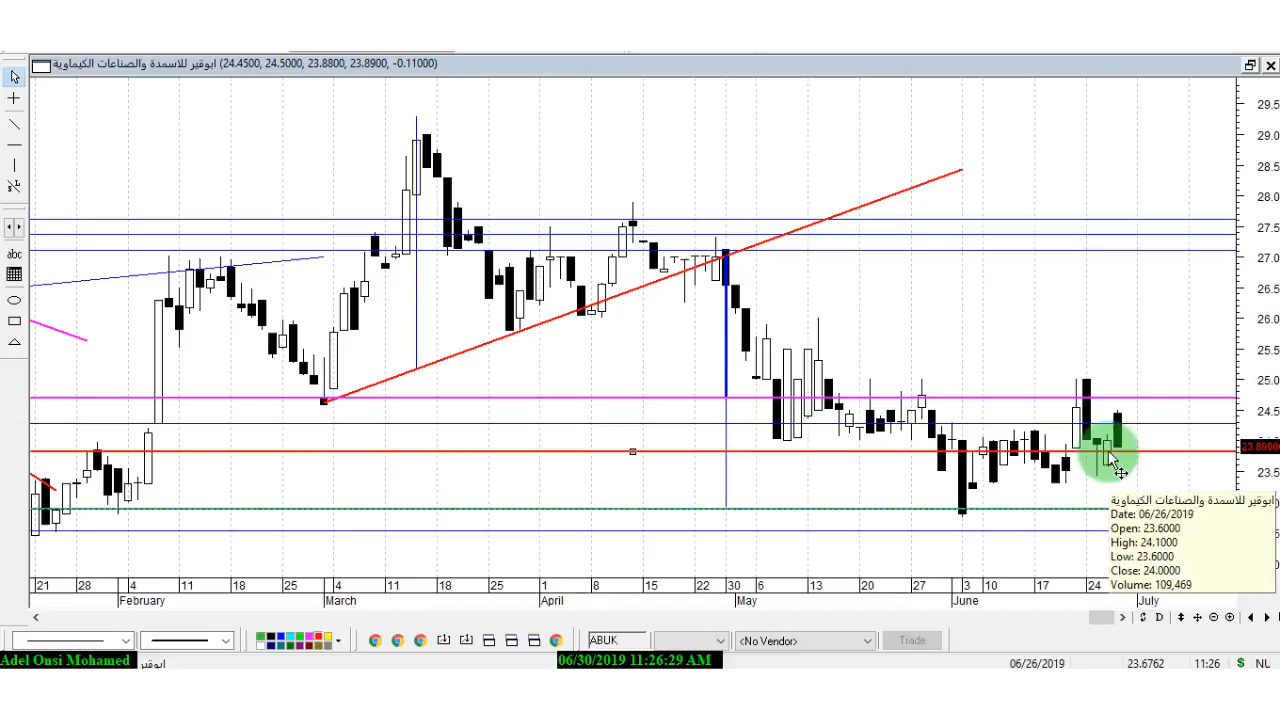 ابوقير للاسمدة والصناعات الكيماوية (24.4500, 24.5000, 23.8800, 23.8900, -0.11000)
abc
29.5
29.0
28.5
28.0
27.5
27.0
26.5
26.0
25.5
25.0
24.5
23.8900
23.5
ابوقير للاسمدة والصناعات الكيماوية
Date: 06/26/2019
Open: 23.6000
High: 24.1000
Low: 23.6000
Close: 24.0000
Volume: 109,469
21 28 4 11 18 25 4 11 18 25 1 8 15 22 30 6 13 20 27 3 10 17 24
February March April May June July
D
ABUK <No Vendor> Trade
Adel Onsi Mohamed ابوقير 06/30/2019 11:26:29 AM 06/26/2019 23.6762 11:26 $ NU